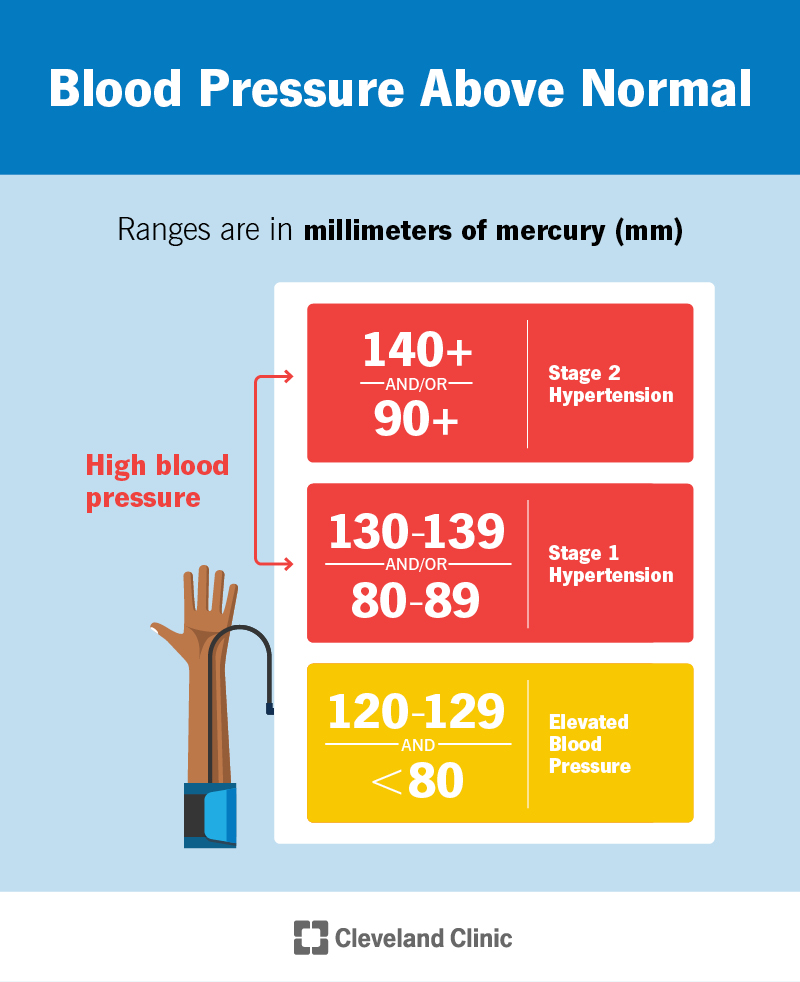 Blood Pressure Above Normal
Ranges are in millimeters of mercury (mm)
High blood
pressure
140+
AND/OR
90+
Stage 2
Hypertension
130-139
AND/OR
80-89
Stage 1
Hypertension
120-129
AND
<80
Elevated
Blood
Pressure
Cleveland Clinic